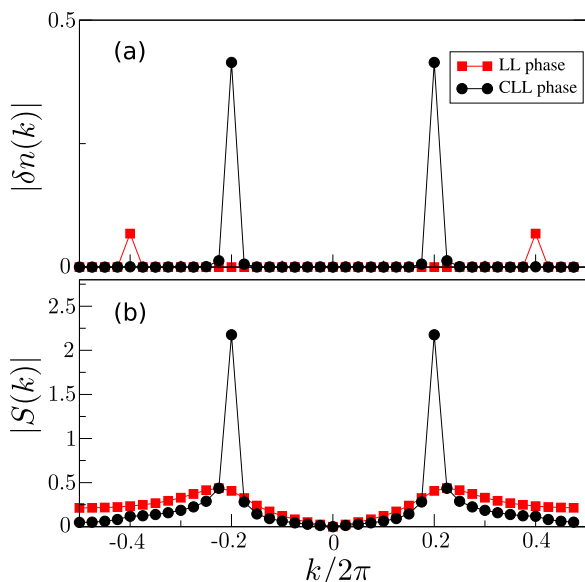 0.5
(a)
LL phase
CLL phase
|δn(k)|
0
(b)
2.5
2
1.5
1
0.5
0
|S(k)|
-0.4 -0.2 0 0.2 0.4
k/2π